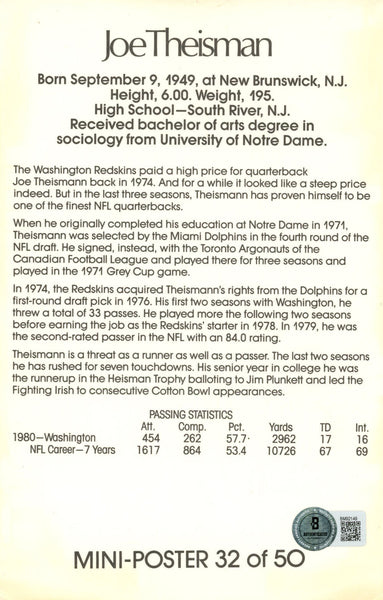 Joe Theisman
Born September 9, 1949, at New Brunswick, N.J.
Height, 6.00. Weight, 195.
High School—South River, N.J.
Received bachelor of arts degree in
sociology from University of Notre Dame.
The Washington Redskins paid a high price for quarterback
Joe Theismann back in 1974. And for a while it looked like a steep price
indeed. But in the last three seasons, Theismann has proven himself to be
one of the finest NFL quarterbacks.
When he originally completed his education at Notre Dame in 1971,
Theismann was selected by the Miami Dolphins in the fourth round of the
NFL draft. He signed, instead, with the Toronto Argonauts of the
Canadian Football League and played there for three seasons and
played in the 1971 Grey Cup game.
In 1974, the Redskins acquired Theismann's rights from the Dolphins for a
first-round draft pick in 1976. His first two seasons with Washington, he
threw a total of 33 passes. He played more the following two seasons
before earning the job as the Redskins' starter in 1978. In 1979, he was
the second-rated passer in the NFL with an 84.0 rating.
Theismann is a threat as a runner as well as a passer. The last two seasons
he has rushed for seven touchdowns. His senior year in college he was
the runnerup in the Heisman Trophy balloting to Jim Plunkett and led the
Fighting Irish to consecutive Cotton Bowl appearances.
PASSING STATISTICS
Att. Comp. Pct. Yards TD Int.
1980—Washington 454 262 57.7 2962 17 16
NFL Career—7 Years 1617 864 53.4 10726 67 69
B
MINI-POSTER 32 of 50